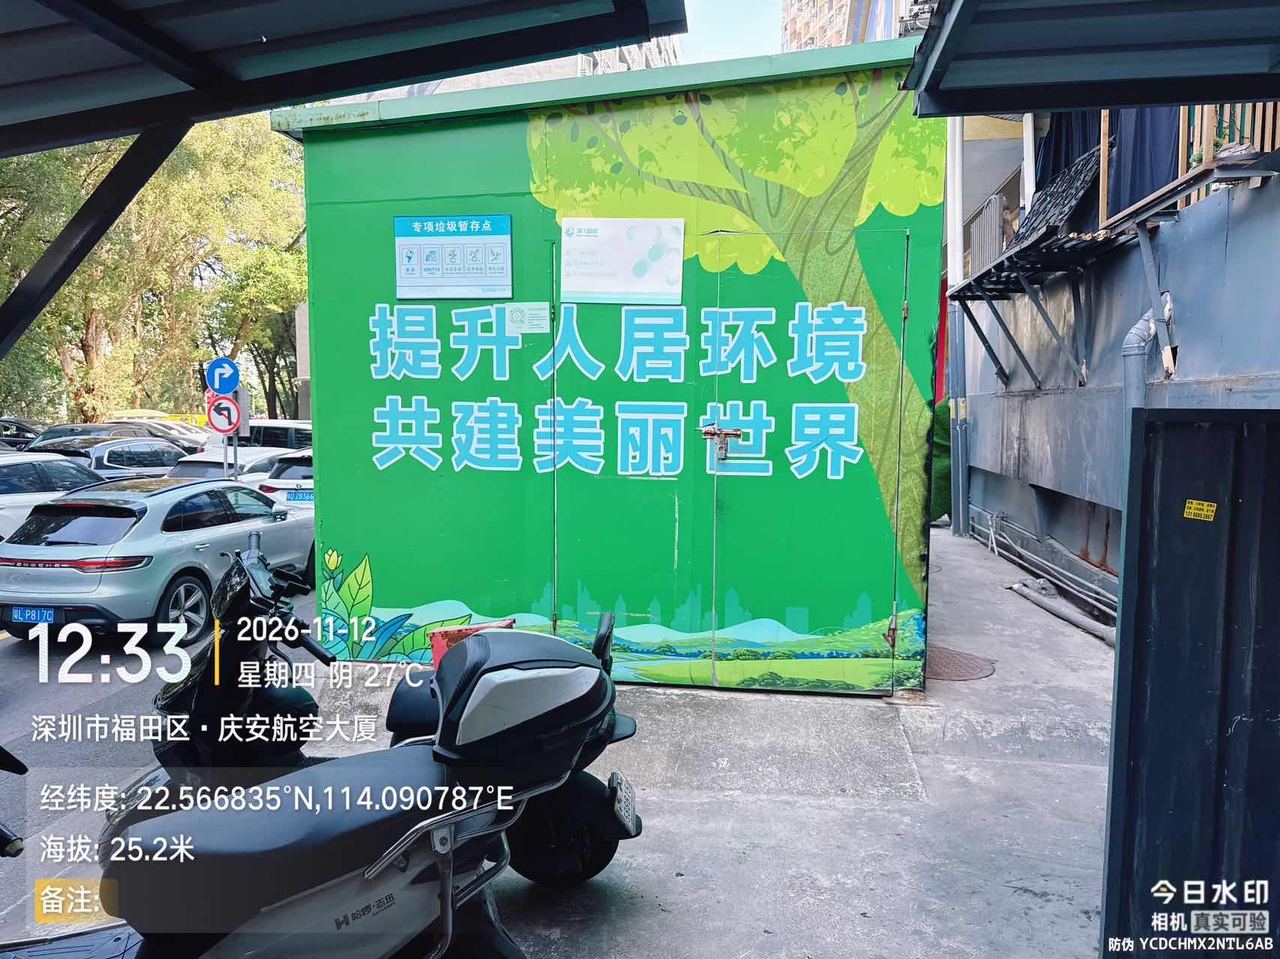 专项垃圾暂存点
提升人居环境
共建美丽世界
12:33
2026-11-12
星期四 阴 27℃
深圳市福田区·庆安航空大厦
经纬度: 22.566835°N,114.090787°E
海拔: 25.2米
备注:
今日水印
相机 真实可验
防伪 YCDCHMX2NTL6AB